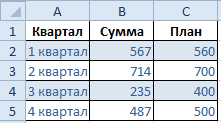 A B C
1 Квартал Сумма План
2 1 квартал 567 560
3 2 квартал 714 700
4 3 квартал 235 400
5 4 квартал 487 500